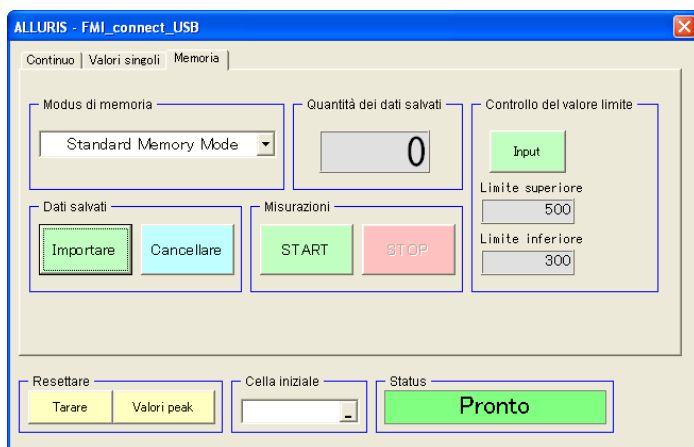 ALLURIS - FMI_connect_USB
Continuo Valori singoli Memoria
Modus di memoria
Standard Memory Mode
Quantità dei dati salvati
0
Controllo del valore limite
Input
Limite superiore
500
Limite inferiore
300
Dati salvati
Importare Cancellare
Misurazioni
START STOP
Resettare
Tarare Valori peak
Cella iniziale
Status
Pronto